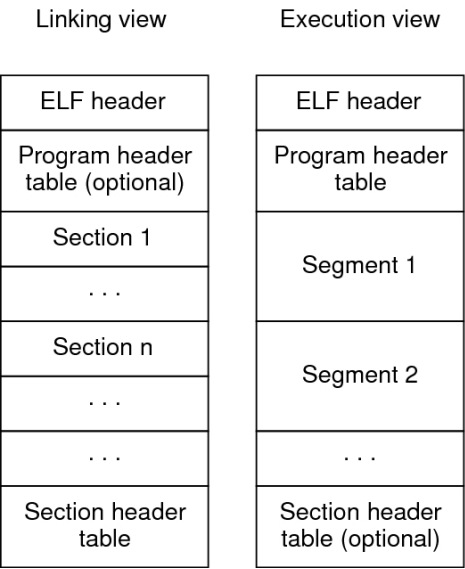 Linking view
ELF header
Program header
table (optional)
Section 1
. . .
Section n
. . .
. . .
Section header
table
Execution view
ELF header
Program header
table
Segment 1
Segment 2
. . .
Section header
table (optional)